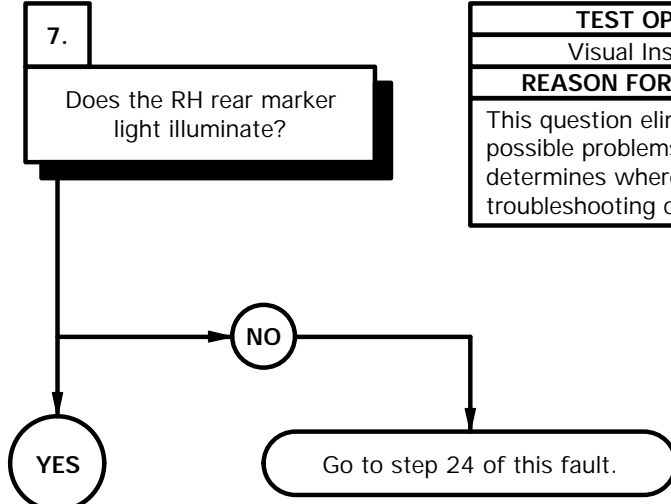 7.
Does the RH rear marker
light illuminate?
TEST OP
Visual Ins
REASON FOR
This question elir
possible problems
determines where
troubleshooting
NO
YES
Go to step 24 of this fault.